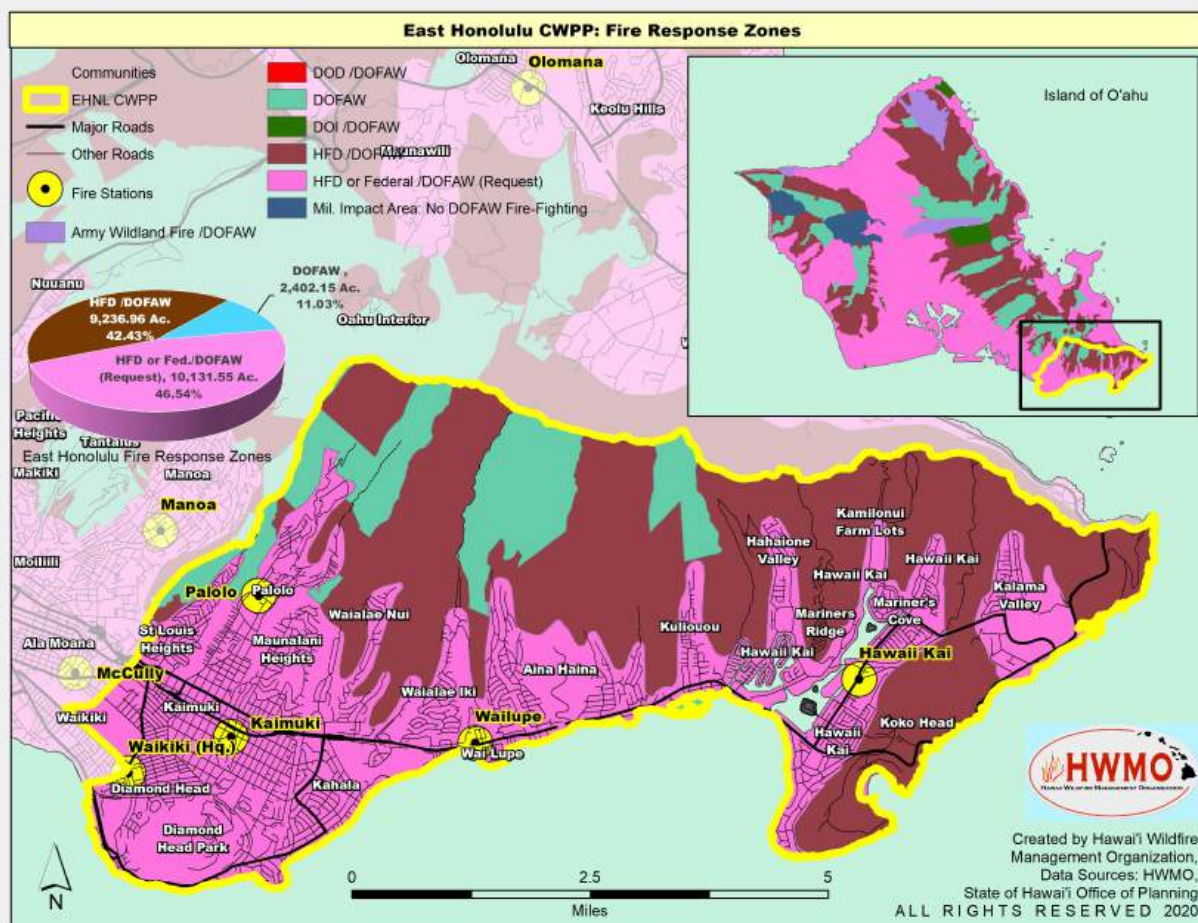 East Honolulu CWPP: Fire Response Zones
Communities
EHNL CWPP
Major Roads
Other Roads
Fire Stations
Army Wildland Fire /DOFAW
DOD /DOFAW
DOFAW
DOI /DOFAW
HFD /DOFAW
HFD or Federal /DOFAW (Request)
Mil. Impact Area: No DOFAW Fire-Fighting
Olomana
Olomana
Keolu Hills
Maunawili
Island of O'ahu
Nuuanu
HFD /DOFAW
9,236.96 Ac.
42.43%
DOFAW ,
2,402.15 Ac.
11.03%
HFD or Fed./DOFAW
(Request), 10,131.55 Ac.
46.54%
Oahu Interior
Pacific
Heights
Tantalus
East Honolulu Fire Response Zones
Makiki
Manoa
Manoa
Moiliili
Palolo
Palolo
St Louis
Heights
Waialae Nui
Maunalani
Heights
Ala Moana
McCully
Waikiki
Kaimuki
Kaimuki
Waikiki (Hq.)
Diamond Head
Diamond
Head Park
Kahala
Waialae Iki
Wailupe
Wai Lupe
Aina Haina
Kuliouou
Hahaione
Valley
Kamilonui
Farm Lots
Hawaii Kai
Hawaii Kai
Mariners
Ridge
Mariner's
Cove
Kalama
Valley
Hawaii Kai
Hawaii Kai
Koko Head
Hawaii
Kai
HWMO
HAWAII WILDFIRE MANAGEMENT ORGANIZATION
Created by Hawai'i Wildfire
Management Organization,
Data Sources: HWMO,
State of Hawai'i Office of Planning
ALL RIGHTS RESERVED 2020
N
0
2.5
5
Miles